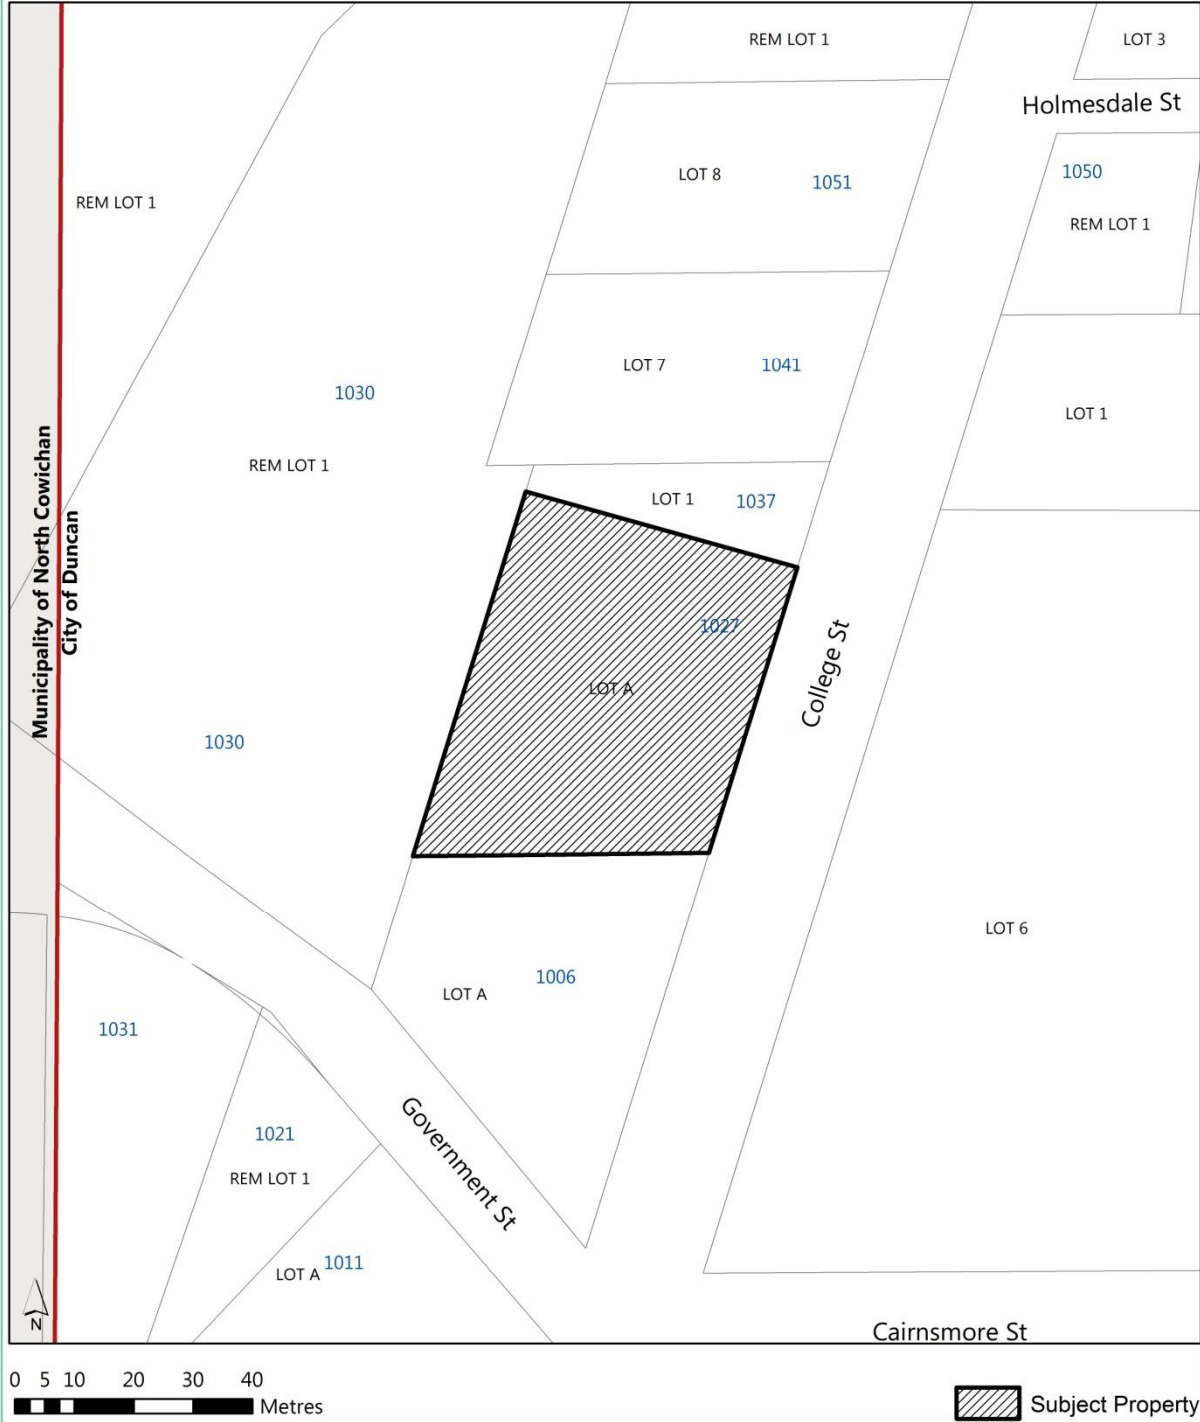 REM LOT 1
LOT 3
Holmesdale St
LOT 8
1051
1050
REM LOT 1
REM LOT 1
LOT 7
1041
1030
LOT 1
REM LOT 1
LOT 1
1037
Municipality of North Cowichan
City of Duncan
1027
College St
LOT A
1030
LOT 6
1006
LOT A
1031
Government St
1021
REM LOT 1
1011
LOT A
N
Cairnsmore St
0 5 10 20 30 40
Metres
Subject Property